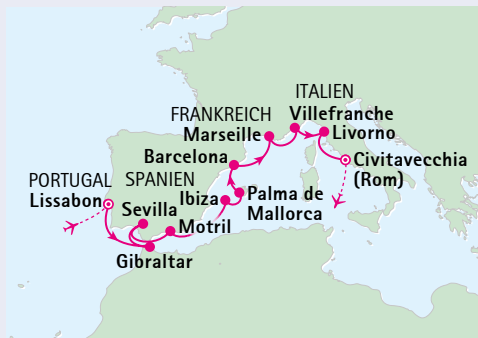 ITALIEN
FRANKREICH
Villefranche
Marseille
Livorno
Barcelona
Civitavecchia
(Rom)
PORTUGAL
SPANIEN
Lissabon
Ibiza
Palma de
Mallorca
Sevilla
Motril
Gibraltar